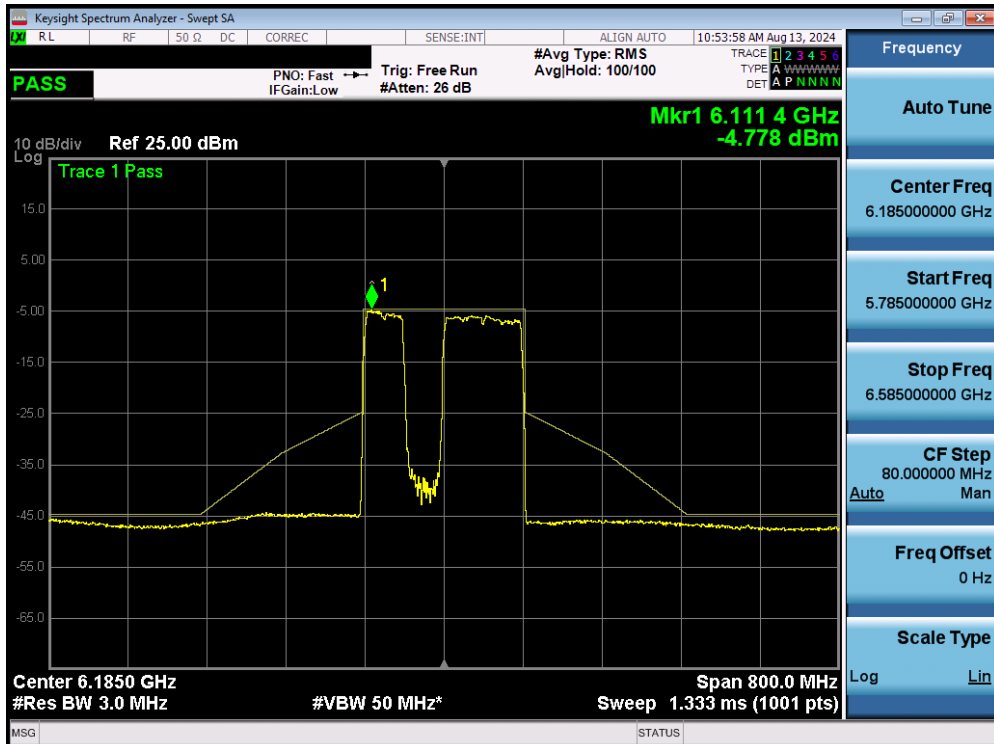 Keysight Spectrum Analyzer - Swept SA
LXI RL RF 50 Ω DC CORREC SENSE:INT ALIGN AUTO 10:53:58 AM Aug 13, 2024
PASS
PNO: Fast
IFGain:Low
Trig: Free Run
#Atten: 26 dB
#Avg Type: RMS
Avg|Hold: 100/100
TRACE 1 2 3 4 5 6
TYPE A WWWWW
DET A P N N N N
Mkr1 6.111 4 GHz
-4.778 dBm
10 dB/div Ref 25.00 dBm
Log
Trace 1 Pass
1
15.0
5.00
-5.00
-15.0
-25.0
-35.0
-45.0
-55.0
-65.0
Center 6.1850 GHz
#Res BW 3.0 MHz
#VBW 50 MHz*
Span 800.0 MHz
Sweep 1.333 ms (1001 pts)
MSG
STATUS
Frequency
Auto Tune
Center Freq
6.185000000 GHz
Start Freq
5.785000000 GHz
Stop Freq
6.585000000 GHz
CF Step
80.000000 MHz
Auto Man
Freq Offset
0 Hz
Scale Type
Log Lin